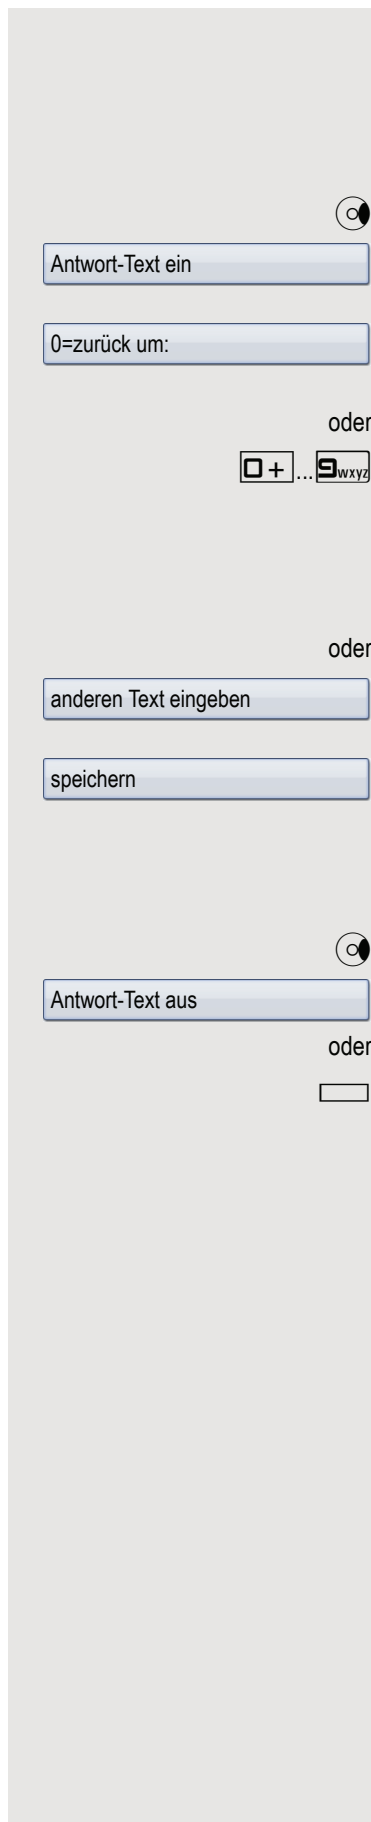 Antwort-Text ein
0=zurück um:
oder
0 + ... 9wxyz
oder
anderen Text eingeben
speichern
Antwort-Text aus
oder